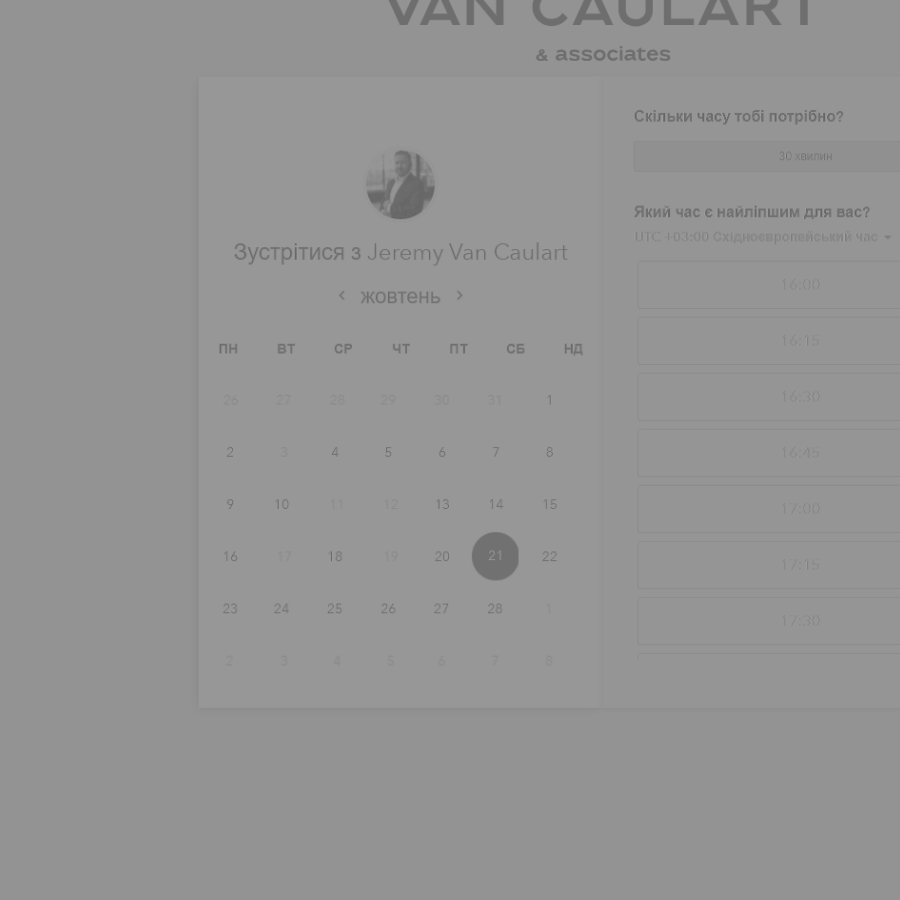 VAN CAULART
& associates
Зустрітися з Jeremy Van Caulart
жовтень
ПН ВТ СР ЧТ ПТ СБ НД
26 27 28 29 30 31 1
2 3 4 5 6 7 8
9 10 11 12 13 14 15
16 17 18 19 20 21 22
23 24 25 26 27 28 1
2 3 4 5 6 7 8
Скільки часу тобі потрібно?
30 хвилин
Який час є найліпшим для вас?
UTC +03:00 Східноєвропейський час
16:00
16:15
16:30
16:45
17:00
17:15
17:30